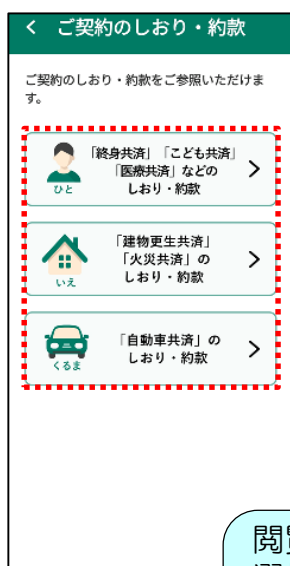 ご契約のしおり・約款
ご契約のしおり・約款をご参照いただけま
す。
「終身共済」「こども共済」
「医療共済」などの
しおり・約款
ひと
「建物更生共済」
「火災共済」の
しおり・約款
いえ
「自動車共済」の
しおり・約款
くるま
閲